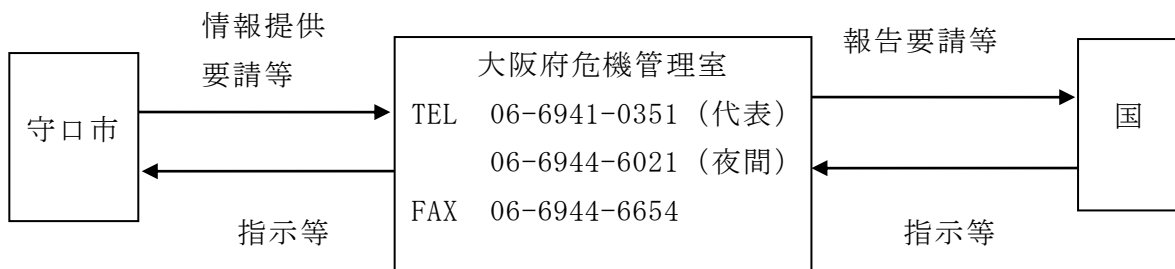 情報提供
要請等
守口市
大阪府危機管理室
TEL 06-6941-0351（代表）
06-6944-6021（夜間）
FAX 06-6944-6654
報告要請等
国
指示等
指示等